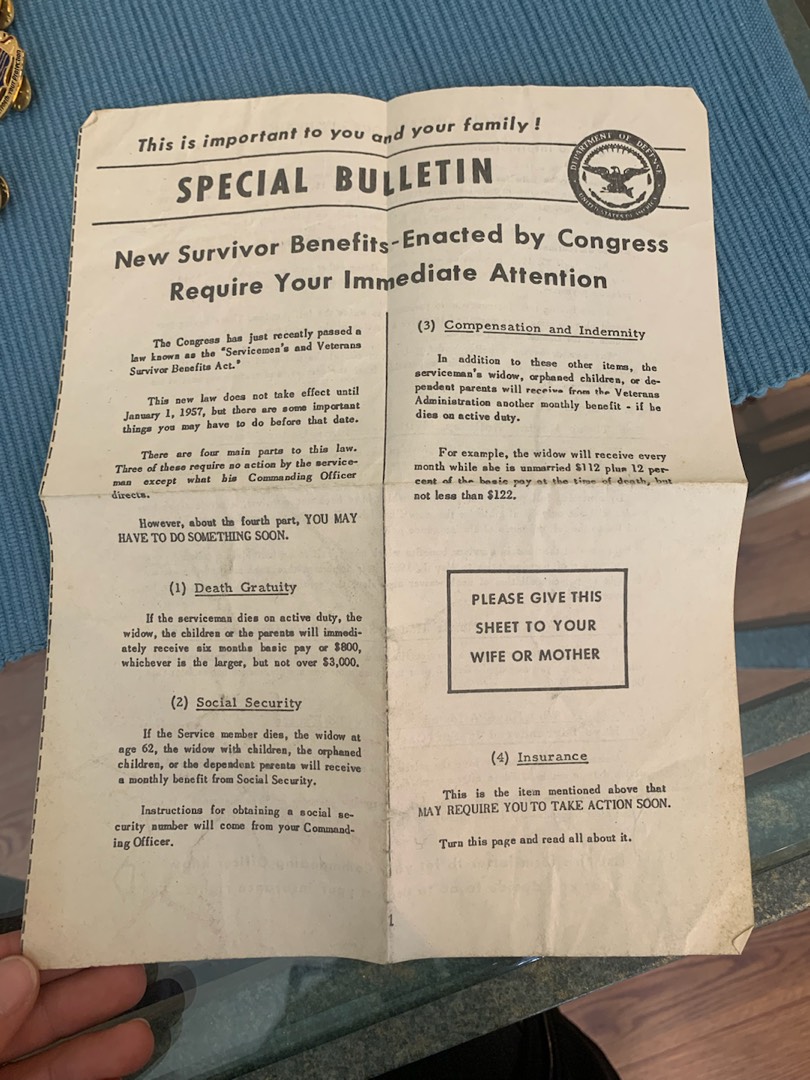 This is important to you and your family!
SPECIAL BULLETIN
DEPARTMENT OF DEFENSE
UNITED STATES OF AMERICA
New Survivor Benefits-Enacted by Congress
Require Your Immediate Attention
The Congress has just recently passed a
law known as the "Servicemen's and Veterans
Survivor Benefits Act."
This new law does not take effect until
January 1, 1957, but there are some important
things you may have to do before that date.
There are four main parts to this law.
Three of these require no action by the service-
man except what his Commanding Officer
directs.
However, about the fourth part, YOU MAY
HAVE TO DO SOMETHING SOON.
(1) Death Gratuity
If the serviceman dies on active duty, the
widow, the children or the parents will immedi-
ately receive six months basic pay or $800,
whichever is the larger, but not over $3,000.
(2) Social Security
If the Service member dies, the widow at
age 62, the widow with children, the orphaned
children, or the dependent parents will receive
a monthly benefit from Social Security.
Instructions for obtaining a social se-
curity number will come from your Command-
ing Officer.
(3) Compensation and Indemnity
In addition to these other items, the
serviceman's widow, orphaned children, or de-
pendent parents will receive from the Veterans
Administration another monthly benefit - if he
dies on active duty.
For example, the widow will receive every
month while she is unmarried $112 plus 12 per-
cent of the basic pay at the time of death, but
not less than $122.
PLEASE GIVE THIS
SHEET TO YOUR
WIFE OR MOTHER
(4) Insurance
This is the item mentioned above that
MAY REQUIRE YOU TO TAKE ACTION SOON.
Turn this page and read all about it.
1